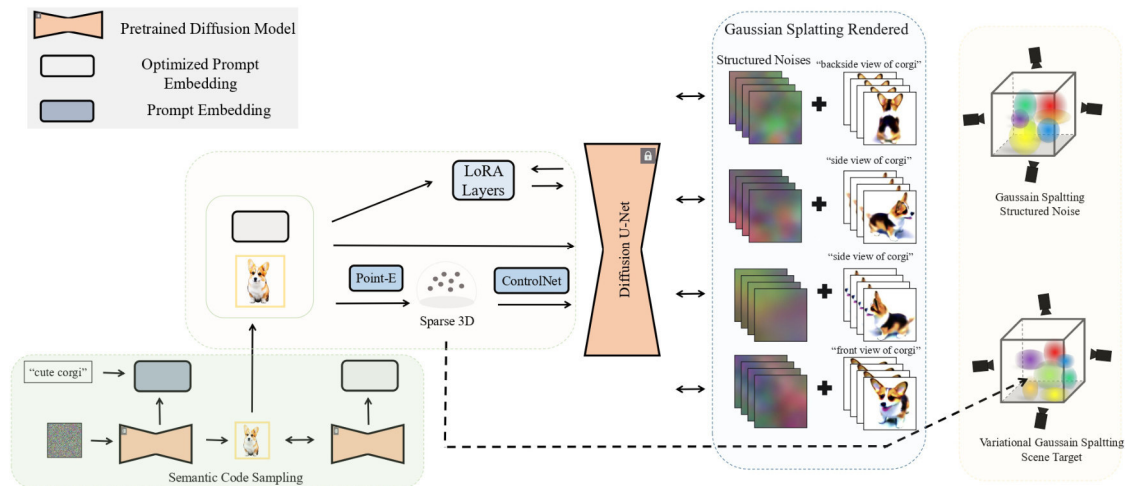 Pretrained Diffusion Model
Optimized Prompt
Embedding
Prompt Embedding
Gaussian Splatting Rendered
Structured Noises
“backside view of corgi”
“side view of corgi”
“side view of corgi”
“front view of corgi”
LoRA
Layers
Diffusion U-Net
Point-E
ControlNet
Sparse 3D
“cute corgi”
Semantic Code Sampling
Gaussain Spaltting
Structured Noise
Variational Gaussain Spaltting
Scene Target